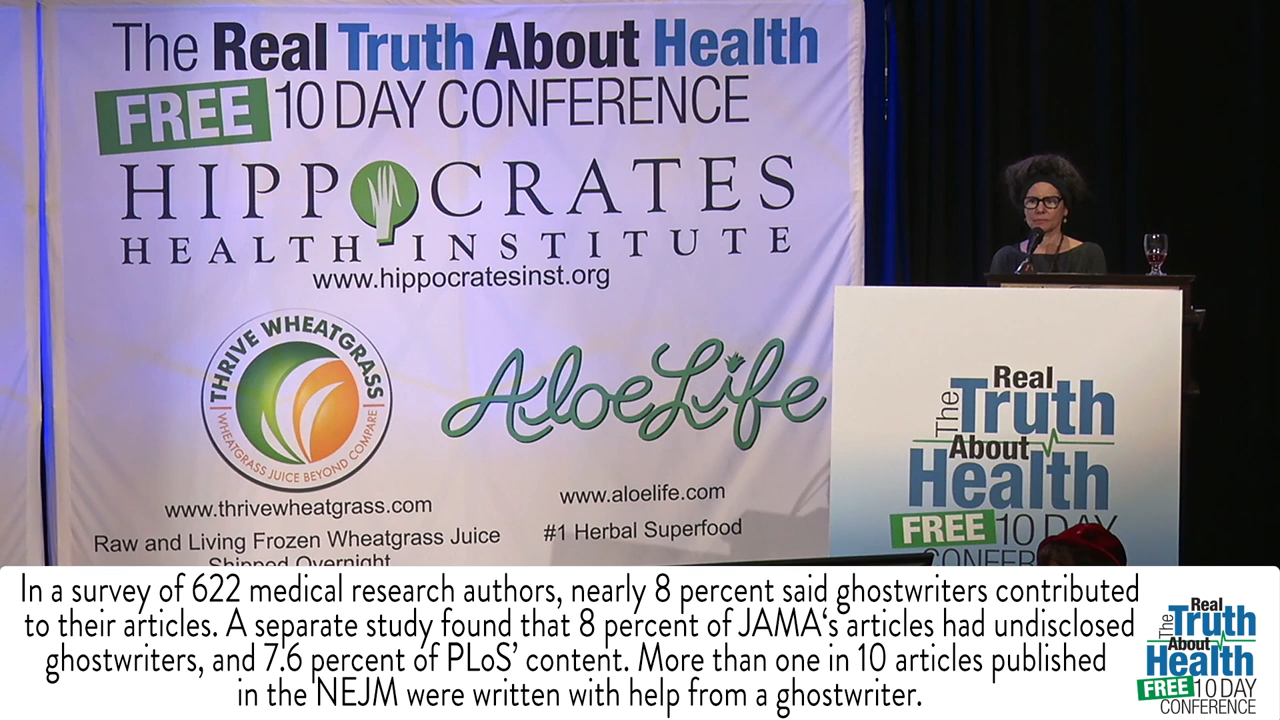 The Real Truth About Health
FREE 10 DAY CONFERENCE
HIPPOCRATES
HEALTH INSTITUTE
www.hippocratesinst.org
THRIVE WHEATGRASS
WHEATGRASS JUICE BEYOND COMPARE
www.thrivewheatgrass.com
Raw and Living Frozen Wheatgrass Juice
Shipped Overnight
AloeLife
www.aloelife.com
#1 Herbal Superfood
The Real
Truth
About
Health
FREE 10 DAY
CONFER
In a survey of 622 medical research authors, nearly 8 percent said ghostwriters contributed
to their articles. A separate study found that 8 percent of JAMA‘s articles had undisclosed
ghostwriters, and 7.6 percent of PLoS’ content. More than one in 10 articles published
in the NEJM were written with help from a ghostwriter.
The Real
Truth
About
Health
FREE 10 DAY
CONFERENCE